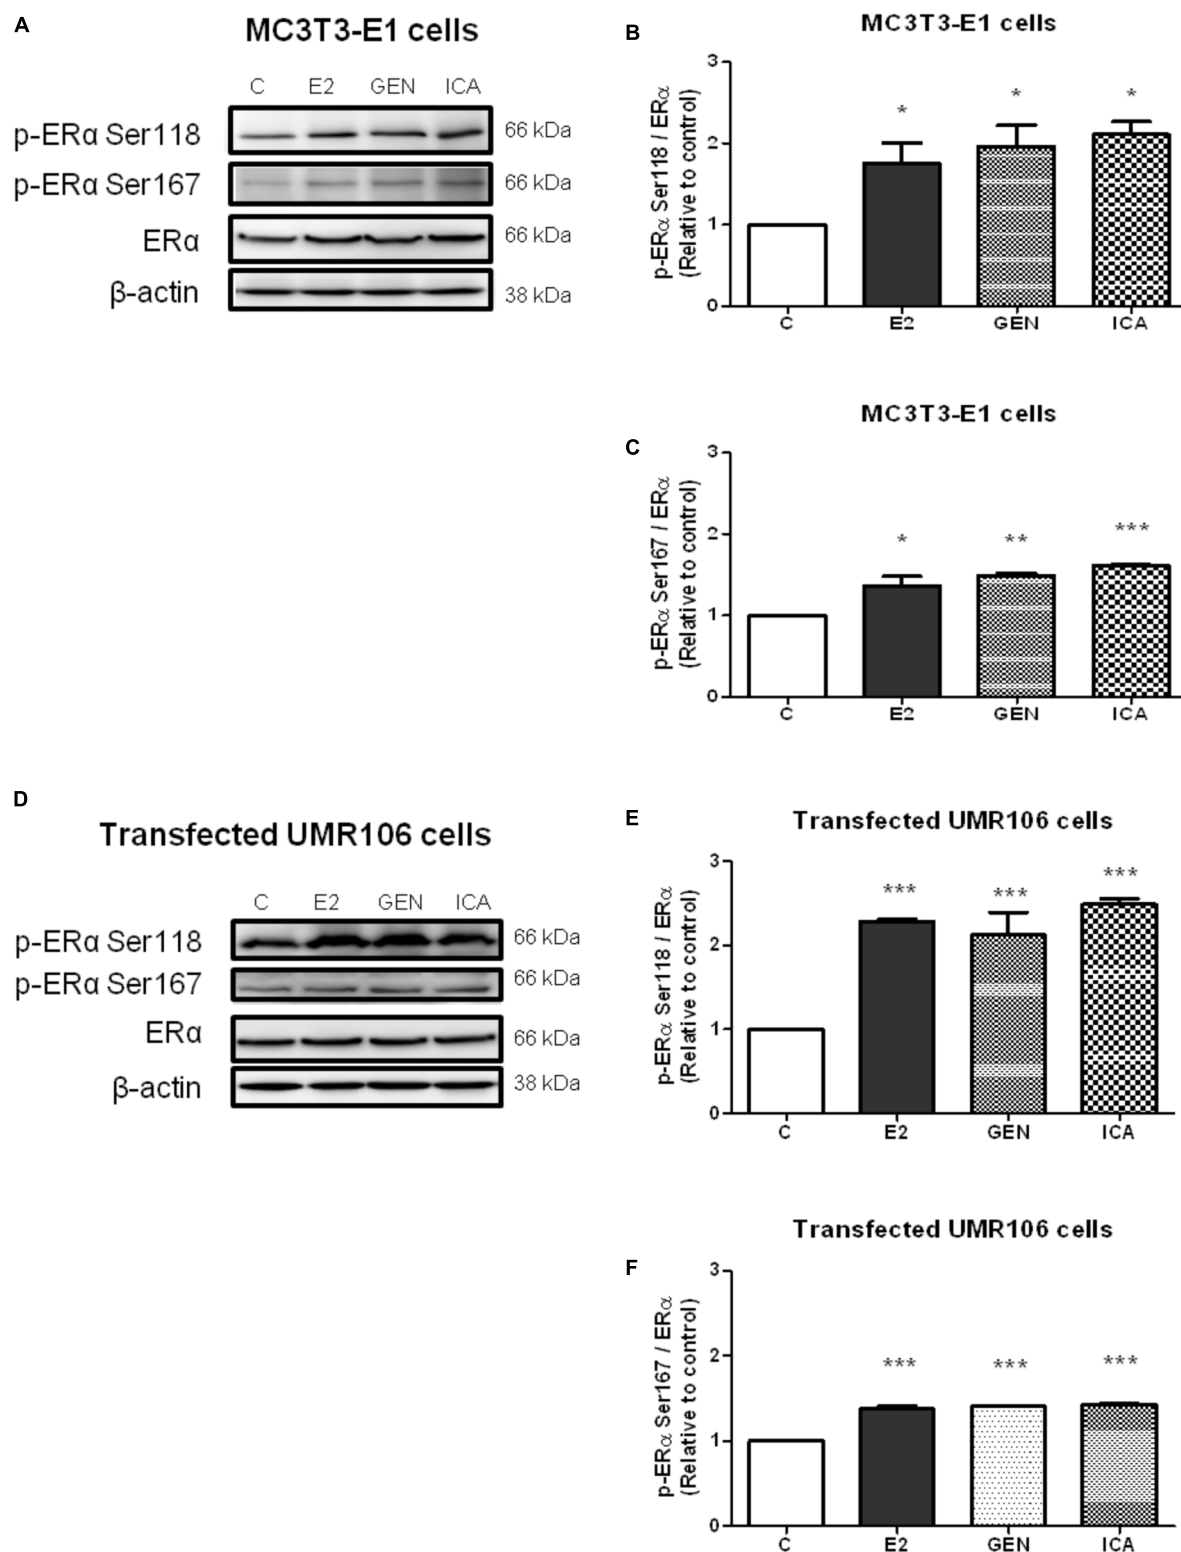 A
MC3T3-E1 cells
C E2 GEN ICA
p-ERα Ser118 66 kDa
p-ERα Ser167 66 kDa
ERα 66 kDa
β-actin 38 kDa
B
MC3T3-E1 cells
p-ERα Ser118 / ERα
(Relative to control)
3
2
1
0
* * *
C E2 GEN ICA
C
MC3T3-E1 cells
p-ERα Ser167 / ERα
(Relative to control)
3
2
1
0
* ** ***
C E2 GEN ICA
D
Transfected UMR106 cells
C E2 GEN ICA
p-ERα Ser118 66 kDa
p-ERα Ser167 66 kDa
ERα 66 kDa
β-actin 38 kDa
E
Transfected UMR106 cells
p-ERα Ser118 / ERα
(Relative to control)
3
2
1
0
*** *** ***
C E2 GEN ICA
F
Transfected UMR106 cells
p-ERα Ser167 / ERα
(Relative to control)
3
2
1
0
*** *** ***
C E2 GEN ICA